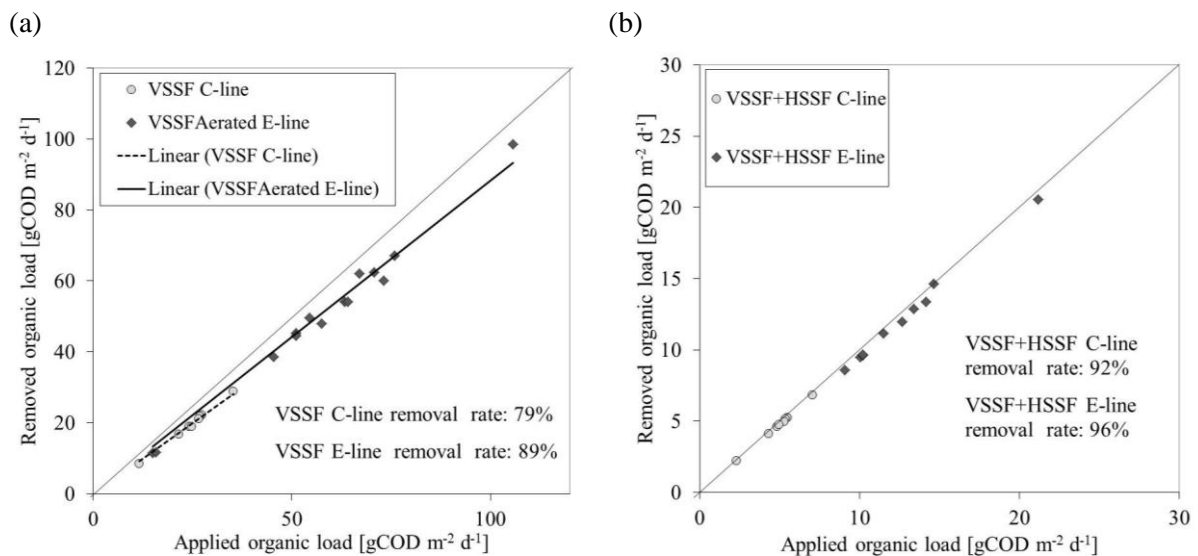 (a)
Removed organic load [gCOD m⁻² d⁻¹]
120
100
80
60
40
20
0
VSSF C-line
VSSFAerated E-line
Linear (VSSF C-line)
Linear (VSSFAerated E-line)
VSSF C-line removal rate: 79%
VSSF E-line removal rate: 89%
0
50
100
Applied organic load [gCOD m⁻² d⁻¹]
(b)
Removed organic load [gCOD m⁻² d⁻¹]
30
25
20
15
10
5
0
VSSF+HSSF C-line
VSSF+HSSF E-line
VSSF+HSSF C-line
removal rate: 92%
VSSF+HSSF E-line
removal rate: 96%
0
10
20
30
Applied organic load [gCOD m⁻² d⁻¹]